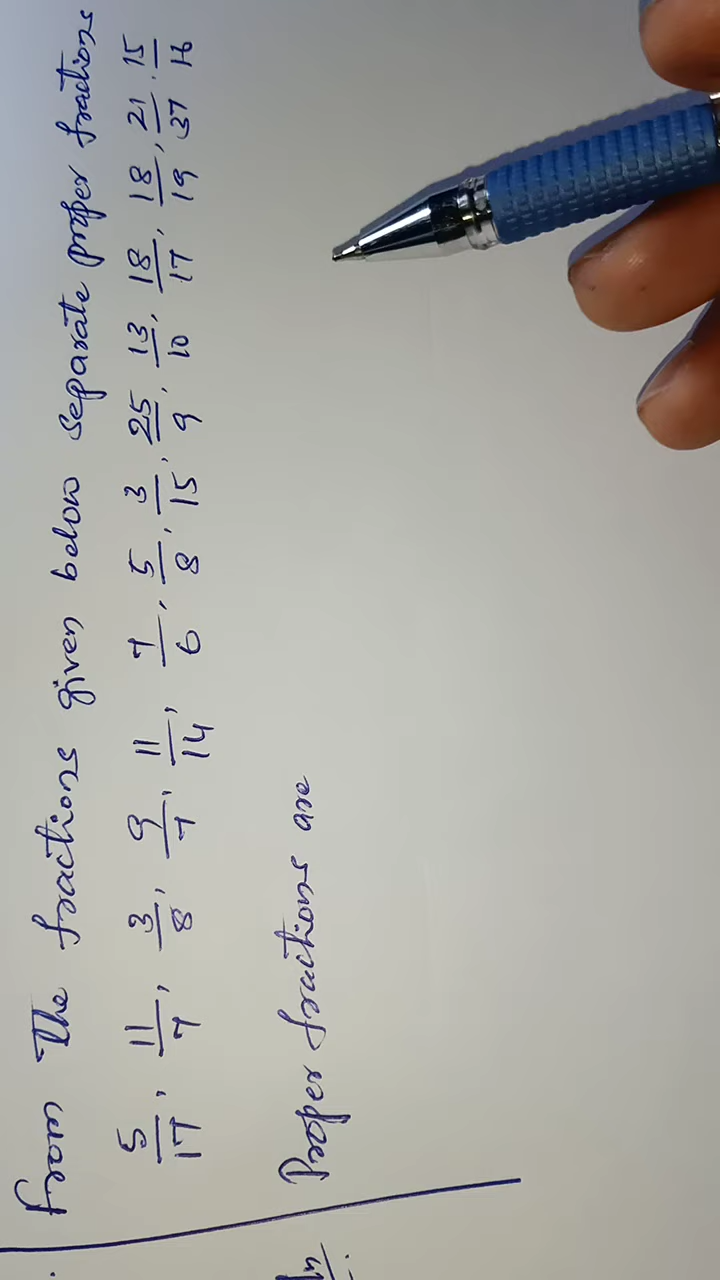 from The fractions given below separate proper fractions
5/17, 11/7, 3/8, 9/7, 11/14, 7/6, 5/8, 3/15, 25/9, 13/10, 18/17, 18/19, 21/37, 15/16
Proper fractions are